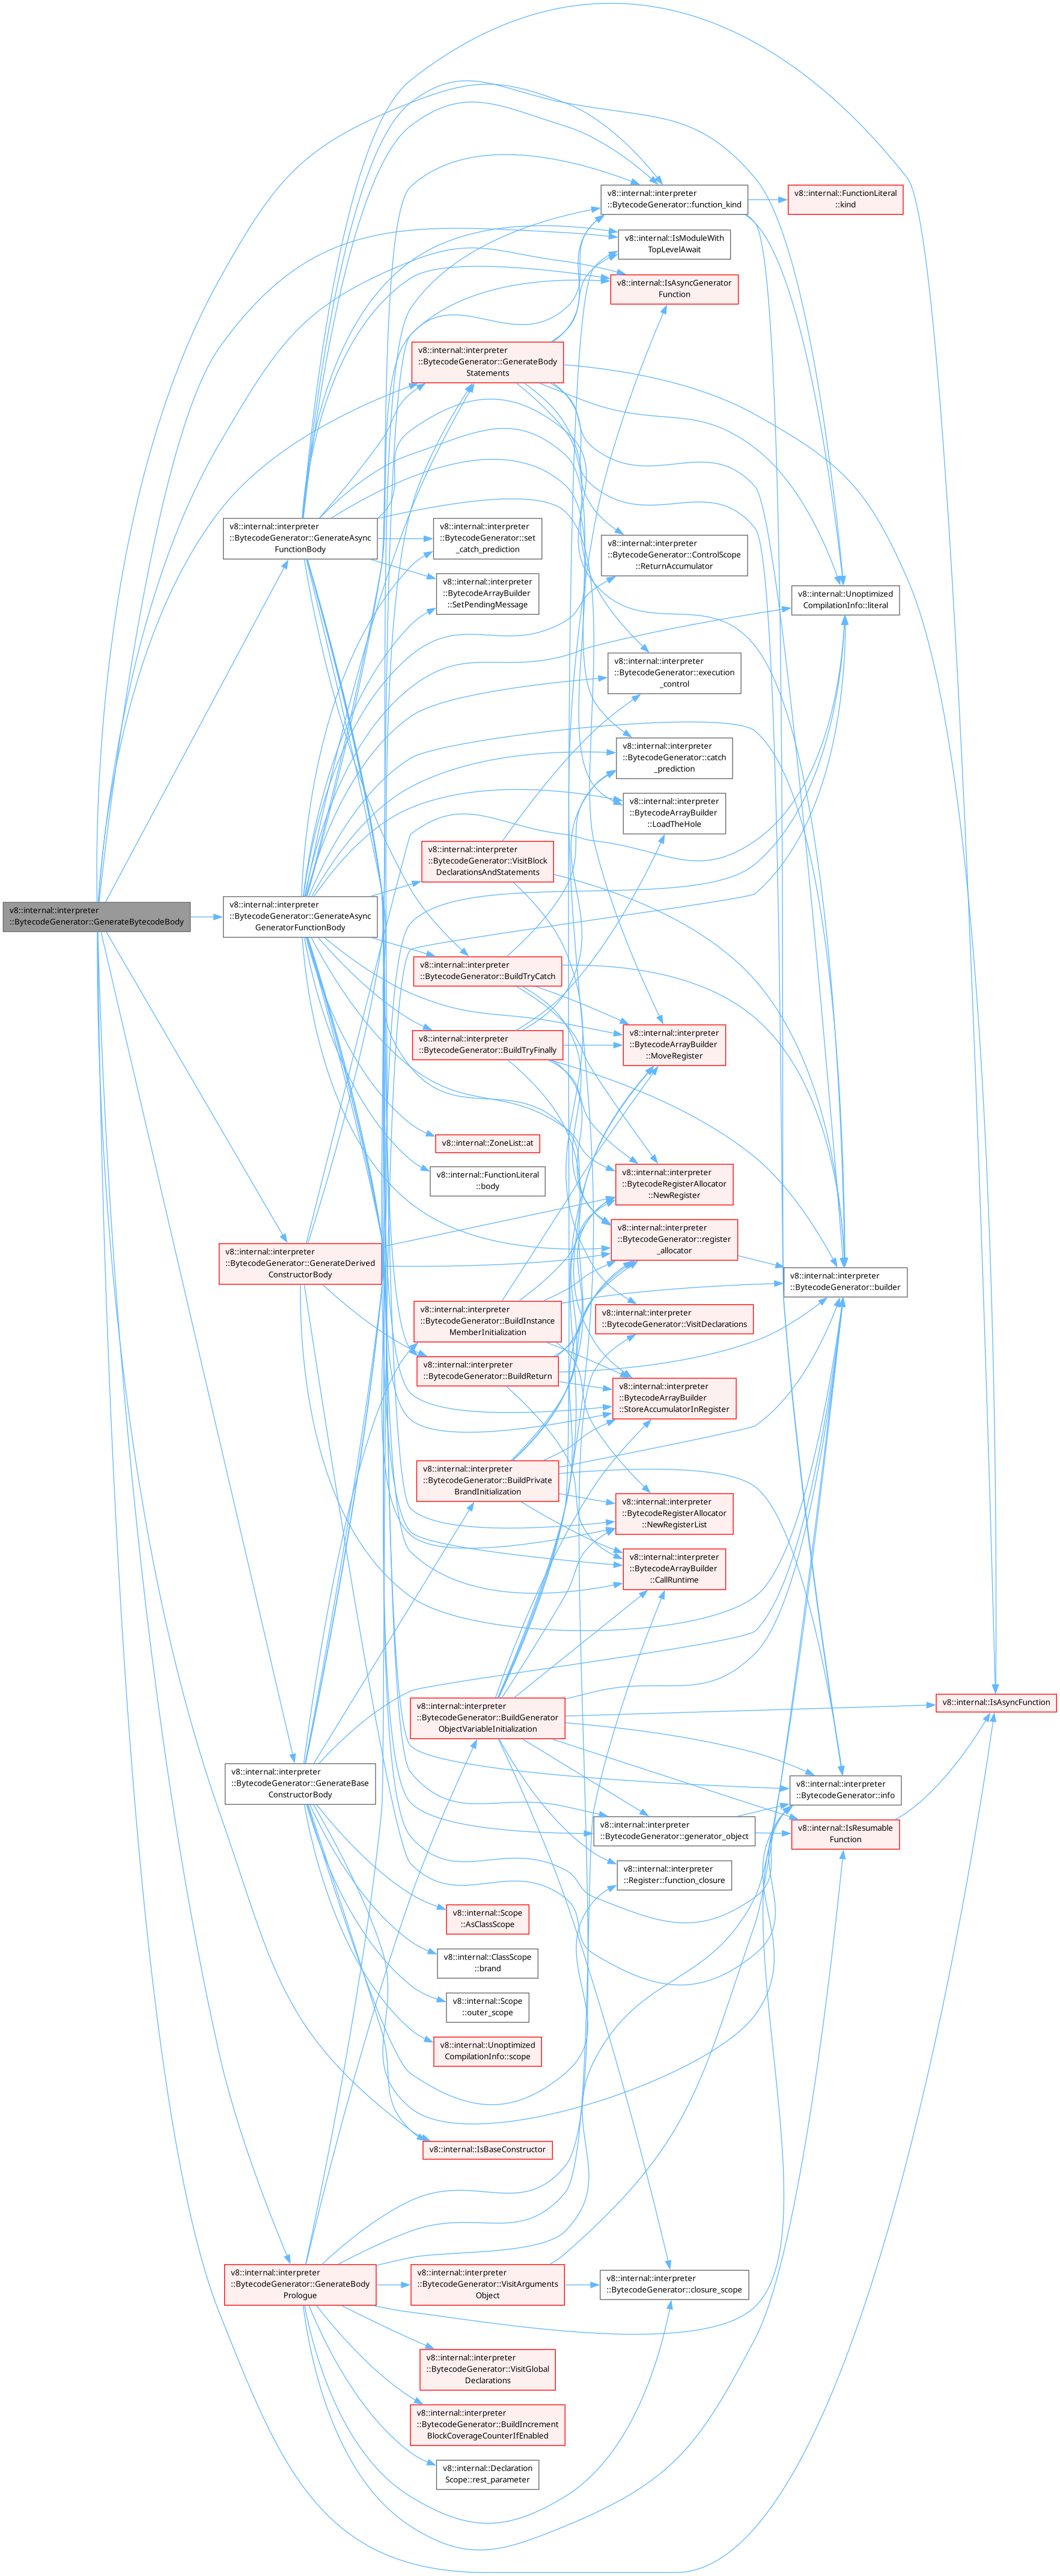 v8::internal::interpreter
::BytecodeGenerator::GenerateBytecodeBody
v8::internal::interpreter
::BytecodeGenerator::GenerateAsync
FunctionBody
v8::internal::interpreter
::BytecodeGenerator::GenerateAsync
GeneratorFunctionBody
v8::internal::interpreter
::BytecodeGenerator::GenerateDerived
ConstructorBody
v8::internal::interpreter
::BytecodeGenerator::GenerateBase
ConstructorBody
v8::internal::interpreter
::BytecodeGenerator::GenerateBody
Prologue
v8::internal::interpreter
::BytecodeGenerator::GenerateBody
Statements
v8::internal::interpreter
::BytecodeGenerator::set
_catch_prediction
v8::internal::interpreter
::BytecodeArrayBuilder
::SetPendingMessage
v8::internal::interpreter
::BytecodeGenerator::VisitBlock
DeclarationsAndStatements
v8::internal::interpreter
::BytecodeGenerator::BuildTryCatch
v8::internal::interpreter
::BytecodeGenerator::BuildTryFinally
v8::internal::ZoneList::at
v8::internal::FunctionLiteral
::body
v8::internal::interpreter
::BytecodeGenerator::BuildInstance
MemberInitialization
v8::internal::interpreter
::BytecodeGenerator::BuildReturn
v8::internal::interpreter
::BytecodeGenerator::BuildPrivate
BrandInitialization
v8::internal::interpreter
::BytecodeGenerator::BuildGenerator
ObjectVariableInitialization
v8::internal::Scope
::AsClassScope
v8::internal::ClassScope
::brand
v8::internal::Scope
::outer_scope
v8::internal::Unoptimized
CompilationInfo::scope
v8::internal::IsBaseConstructor
v8::internal::interpreter
::BytecodeGenerator::VisitArguments
Object
v8::internal::interpreter
::BytecodeGenerator::VisitGlobal
Declarations
v8::internal::interpreter
::BytecodeGenerator::BuildIncrement
BlockCoverageCounterIfEnabled
v8::internal::Declaration
Scope::rest_parameter
v8::internal::interpreter
::BytecodeGenerator::function_kind
v8::internal::IsModuleWith
TopLevelAwait
v8::internal::IsAsyncGenerator
Function
v8::internal::interpreter
::BytecodeGenerator::ControlScope
::ReturnAccumulator
v8::internal::interpreter
::BytecodeGenerator::execution
_control
v8::internal::interpreter
::BytecodeGenerator::catch
_prediction
v8::internal::interpreter
::BytecodeArrayBuilder
::LoadTheHole
v8::internal::interpreter
::BytecodeArrayBuilder
::MoveRegister
v8::internal::interpreter
::BytecodeRegisterAllocator
::NewRegister
v8::internal::interpreter
::BytecodeGenerator::register
_allocator
v8::internal::interpreter
::BytecodeGenerator::VisitDeclarations
v8::internal::interpreter
::BytecodeArrayBuilder
::StoreAccumulatorInRegister
v8::internal::interpreter
::BytecodeRegisterAllocator
::NewRegisterList
v8::internal::interpreter
::BytecodeArrayBuilder
::CallRuntime
v8::internal::interpreter
::BytecodeGenerator::generator_object
v8::internal::interpreter
::Register::function_closure
v8::internal::interpreter
::BytecodeGenerator::closure_scope
v8::internal::FunctionLiteral
::kind
v8::internal::Unoptimized
CompilationInfo::literal
v8::internal::interpreter
::BytecodeGenerator::builder
v8::internal::interpreter
::BytecodeGenerator::info
v8::internal::IsResumable
Function
v8::internal::IsAsyncFunction